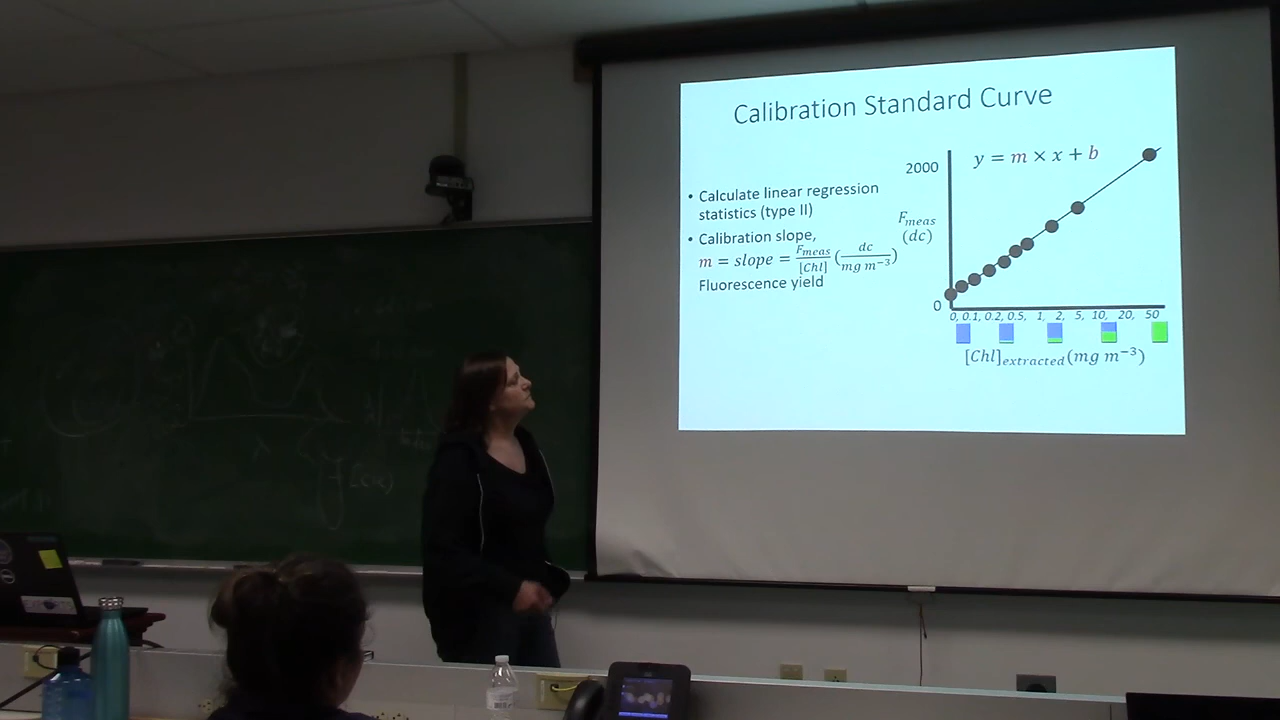 Calibration Standard Curve
• Calculate linear regression
statistics (type II)
• Calibration slope,
m = slope = F_meas/[Chl] (dc/mg m⁻³)
Fluorescence yield
y = m × x + b
2000
F_meas
(dc)
0
0, 0.1, 0.2, 0.5, 1, 2, 5, 10, 20, 50
[Chl]_extracted (mg m⁻³)